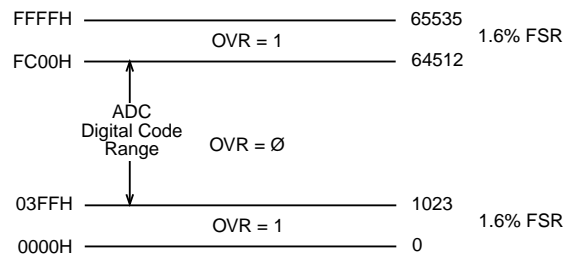 FFFFH 65535
OVR = 1 1.6% FSR
FC00H 64512
ADC
Digital Code
Range
OVR = Ø
03FFH 1023
OVR = 1 1.6% FSR
0000H 0